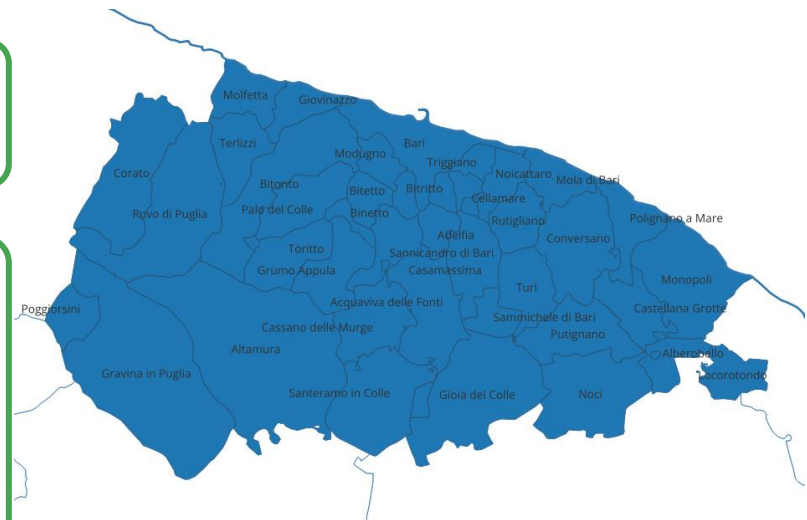 Molfetta
Giovinazzo
Terlizzi
Bari
Modugno
Triggiano
Corato
Noicattaro
Mola di Bari
Bitonto
Bitetto
Bitritto
Cellamare
Ruvo di Puglia
Palo del Colle
Binetto
Rutigliano
Polignano a Mare
Adelfia
Conversano
Toritto
Sannicandro di Bari
Grumo Appula
Casamassima
Monopoli
Turi
Poggiorsini
Acquaviva delle Fonti
Castellana Grotte
Sammichele di Bari
Cassano delle Murge
Putignano
Altamura
Alberobello
Gravina in Puglia
Locorotondo
Santeramo in Colle
Gioia del Colle
Noci